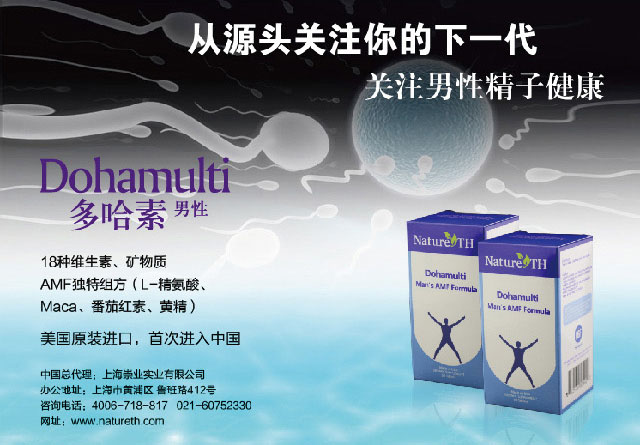 从源头关注你的下一代
关注男性精子健康
Dohamulti
多哈素 男性
18种维生素、矿物质
AMF独特组方（L-精氨酸、
Maca、番茄红素、黄精）
美国原装进口，首次进入中国
中国总代理：上海崇业实业有限公司
办公地址：上海市黄浦区 鲁班路412号
咨询电话：4006-718-817 021-60752330
网址：www.natureth.com
Nature TH
Dohamulti
Man's AMF Formula
Nature TH
Dohamulti
Man's AMF Formula